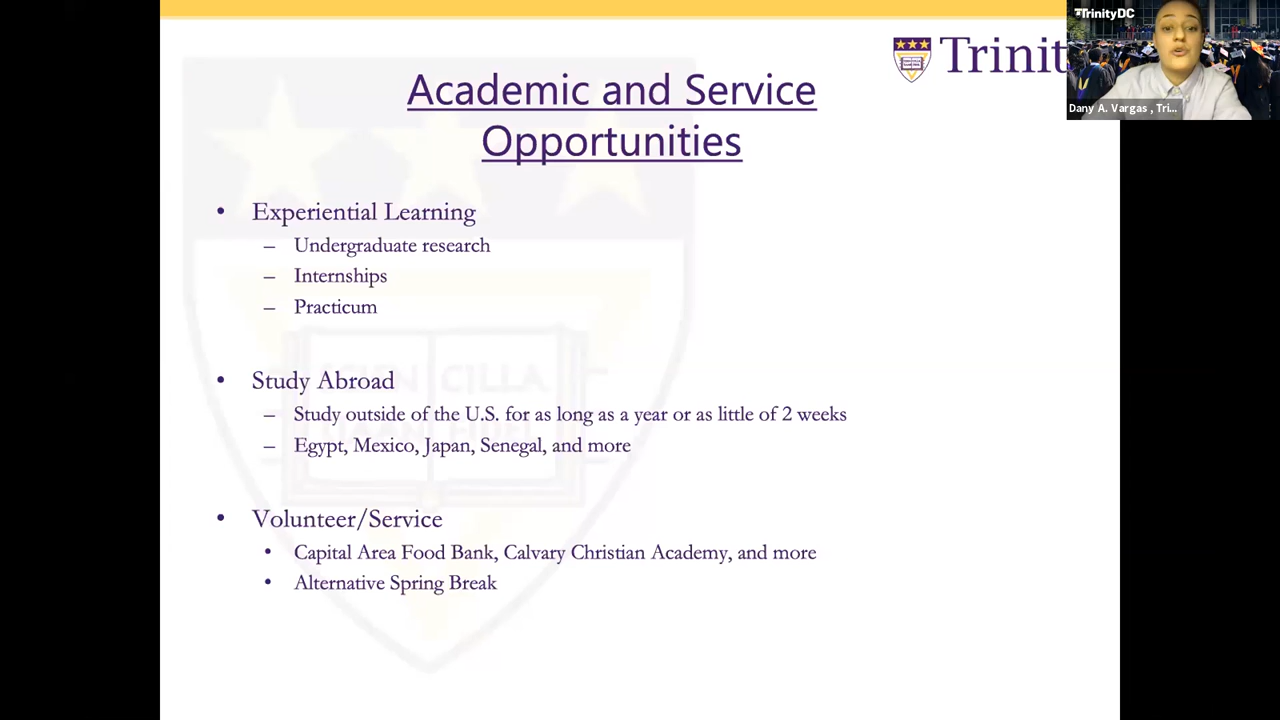 TrinityDC
Trinit
Dany A. Vargas , Tri...
Academic and Service
Opportunities
• Experiential Learning
– Undergraduate research
– Internships
– Practicum
• Study Abroad
– Study outside of the U.S. for as long as a year or as little of 2 weeks
– Egypt, Mexico, Japan, Senegal, and more
• Volunteer/Service
• Capital Area Food Bank, Calvary Christian Academy, and more
• Alternative Spring Break